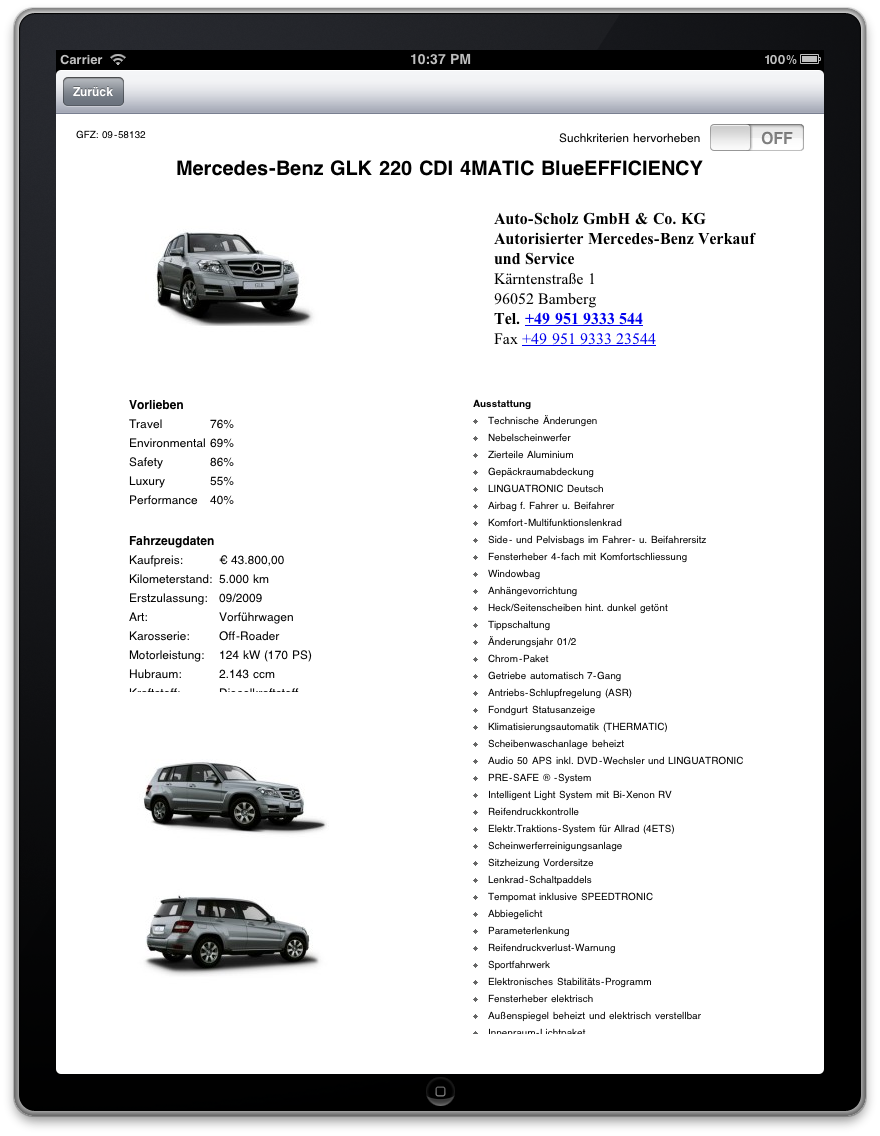 Carrier 10:37 PM 100%
Zurück
GFZ: 09-58132
Suchkriterien hervorheben OFF
Mercedes-Benz GLK 220 CDI 4MATIC BlueEFFICIENCY
GLK
Auto-Scholz GmbH & Co. KG
Autorisierter Mercedes-Benz Verkauf
und Service
Kärntenstraße 1
96052 Bamberg
Tel. +49 951 9333 544
Fax +49 951 9333 23544
Vorlieben
Travel 76%
Environmental 69%
Safety 86%
Luxury 55%
Performance 40%
Fahrzeugdaten
Kaufpreis: € 43.800,00
Kilometerstand: 5.000 km
Erstzulassung: 09/2009
Art: Vorführwagen
Karosserie: Off-Roader
Motorleistung: 124 kW (170 PS)
Hubraum: 2.143 ccm
Kraftstoff: Dieselkraftstoff
Ausstattung
Technische Änderungen
Nebelscheinwerfer
Zierteile Aluminium
Gepäckraumabdeckung
LINGUATRONIC Deutsch
Airbag f. Fahrer u. Beifahrer
Komfort-Multifunktionslenkrad
Side- und Pelvisbags im Fahrer- u. Beifahrersitz
Fensterheber 4-fach mit Komfortschliessung
Windowbag
Anhängevorrichtung
Heck/Seitenscheiben hint. dunkel getönt
Tippschaltung
Änderungsjahr 01/2
Chrom-Paket
Getriebe automatisch 7-Gang
Antriebs-Schlupfregelung (ASR)
Fondgurt Statusanzeige
Klimatisierungsautomatik (THERMATIC)
Scheibenwaschanlage beheizt
Audio 50 APS inkl. DVD-Wechsler und LINGUATRONIC
PRE-SAFE ® -System
Intelligent Light System mit Bi-Xenon RV
Reifendruckkontrolle
Elektr.Traktions-System für Allrad (4ETS)
Scheinwerferreinigungsanlage
Sitzheizung Vordersitze
Lenkrad-Schaltpaddels
Tempomat inklusive SPEEDTRONIC
Abbiegelicht
Parameterlenkung
Reifendruckverlust-Warnung
Sportfahrwerk
Elektronisches Stabilitäts-Programm
Fensterheber elektrisch
Außenspiegel beheizt und elektrisch verstellbar
Innenraum-Lichtpaket